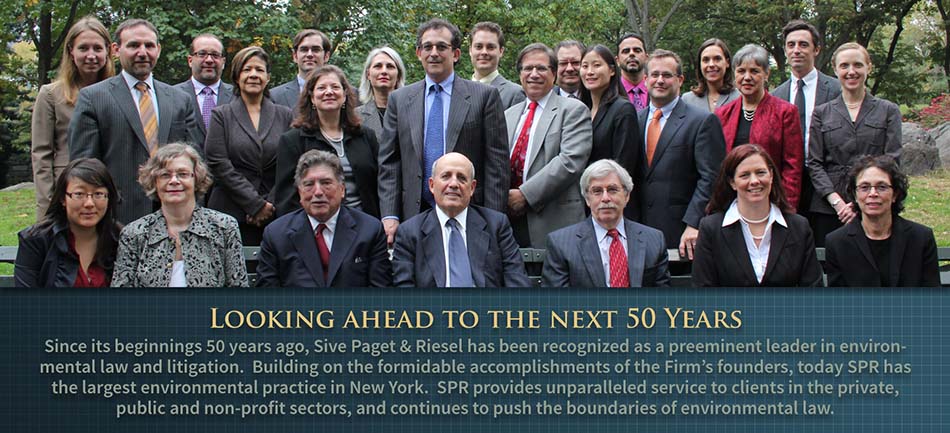 Looking ahead to the next 50 Years
Since its beginnings 50 years ago, Sive Paget & Riesel has been recognized as a preeminent leader in environ-
mental law and litigation.  Building on the formidable accomplishments of the Firm's founders, today SPR has
the largest environmental practice in New York.  SPR provides unparalleled service to clients in the private,
public and non-profit sectors, and continues to push the boundaries of environmental law.